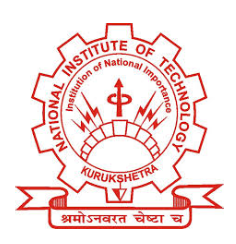 NATIONAL INSTITUTE OF TECHNOLOGY
Institution of National Importance
KURUKSHETRA
श्रमोऽनवरत चेष्टा च